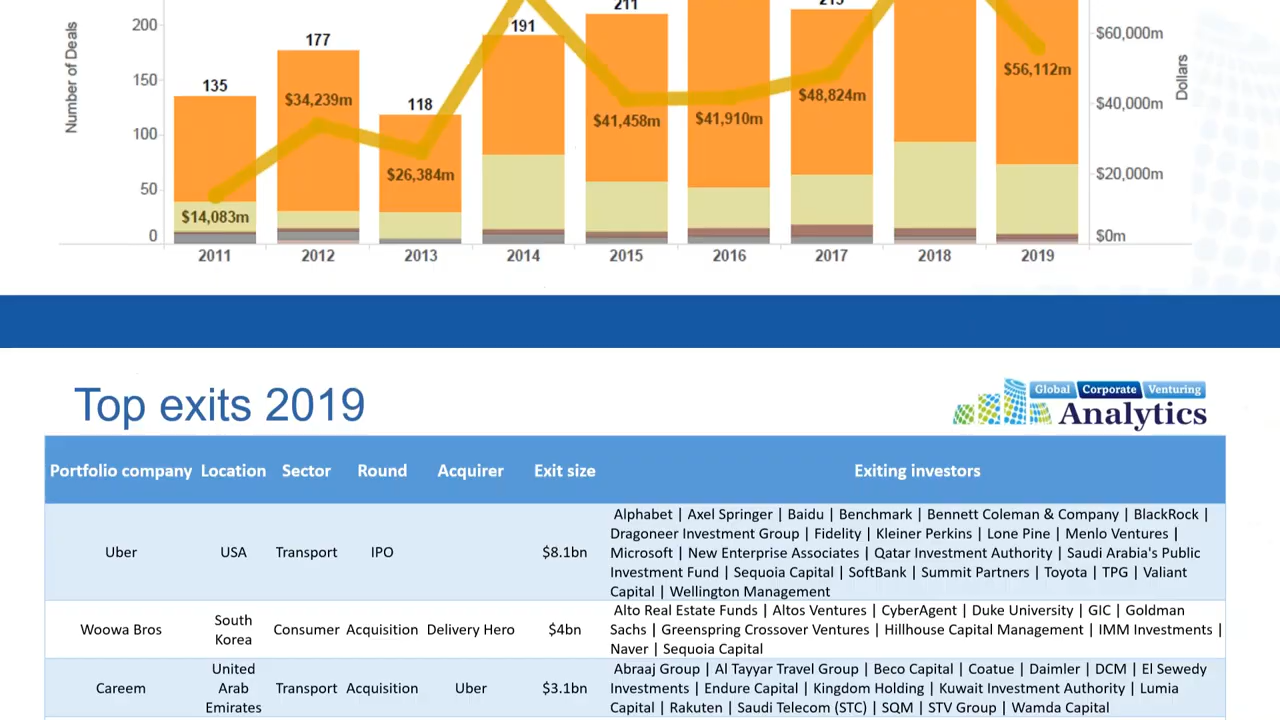 Number of Deals
200
150
100
50
0
135
177
118
191
211
213
$14,083m
$34,239m
$26,384m
$41,458m
$41,910m
$48,824m
$56,112m
$60,000m
$40,000m
$20,000m
$0m
Dollars
2011 2012 2013 2014 2015 2016 2017 2018 2019
Top exits 2019
Global Corporate Venturing
Analytics
Portfolio company Location Sector Round Acquirer Exit size Exiting investors
Uber USA Transport IPO $8.1bn
Alphabet | Axel Springer | Baidu | Benchmark | Bennett Coleman & Company | BlackRock |
Dragoneer Investment Group | Fidelity | Kleiner Perkins | Lone Pine | Menlo Ventures |
Microsoft | New Enterprise Associates | Qatar Investment Authority | Saudi Arabia's Public
Investment Fund | Sequoia Capital | SoftBank | Summit Partners | Toyota | TPG | Valiant
Capital | Wellington Management
Woowa Bros
South
Korea
Consumer Acquisition Delivery Hero $4bn
Alto Real Estate Funds | Altos Ventures | CyberAgent | Duke University | GIC | Goldman
Sachs | Greenspring Crossover Ventures | Hillhouse Capital Management | IMM Investments |
Naver | Sequoia Capital
Careem
United
Arab
Emirates
Transport Acquisition Uber $3.1bn
Abraaj Group | Al Tayyar Travel Group | Beco Capital | Coatue | Daimler | DCM | El Sewedy
Investments | Endure Capital | Kingdom Holding | Kuwait Investment Authority | Lumia
Capital | Rakuten | Saudi Telecom (STC) | SQM | STV Group | Wamda Capital